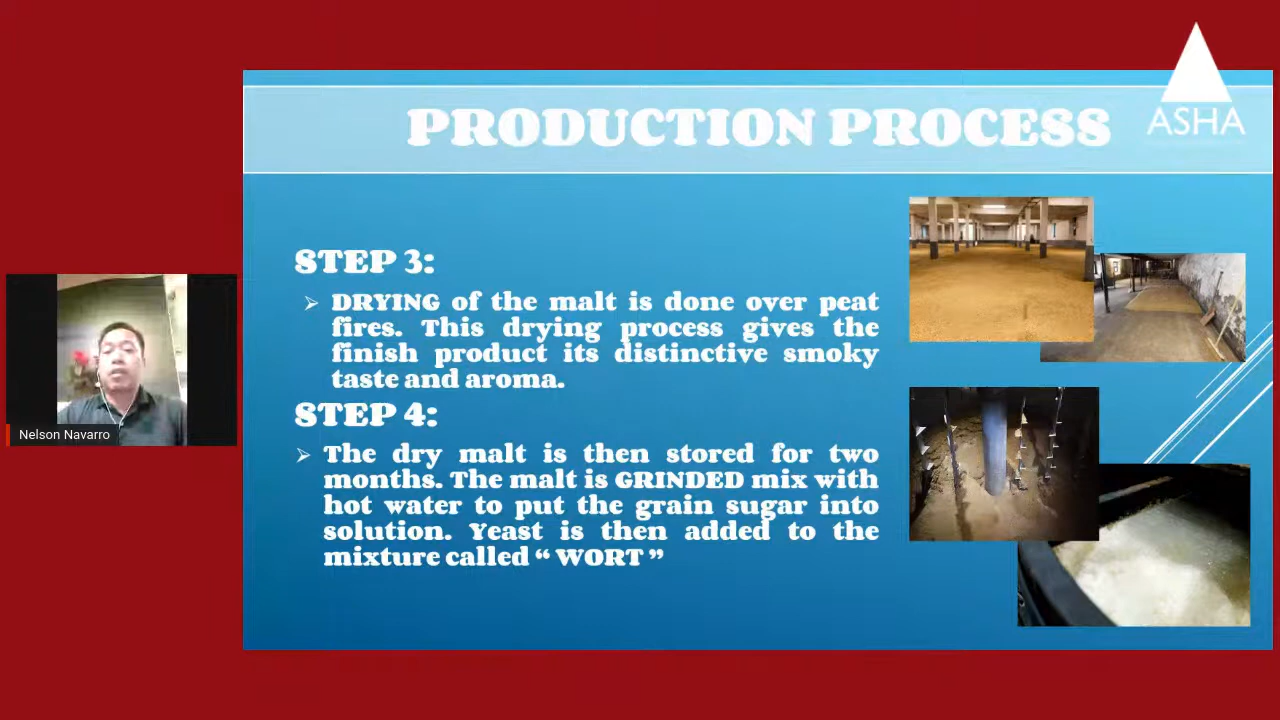 PRODUCTION PROCESS
ASHA
STEP 3:
➢ DRYING of the malt is done over peat
fires. This drying process gives the
finish product its distinctive smoky
taste and aroma.
STEP 4:
➢ The dry malt is then stored for two
months. The malt is GRINDED mix with
hot water to put the grain sugar into
solution. Yeast is then added to the
mixture called “ WORT ”
Nelson Navarro